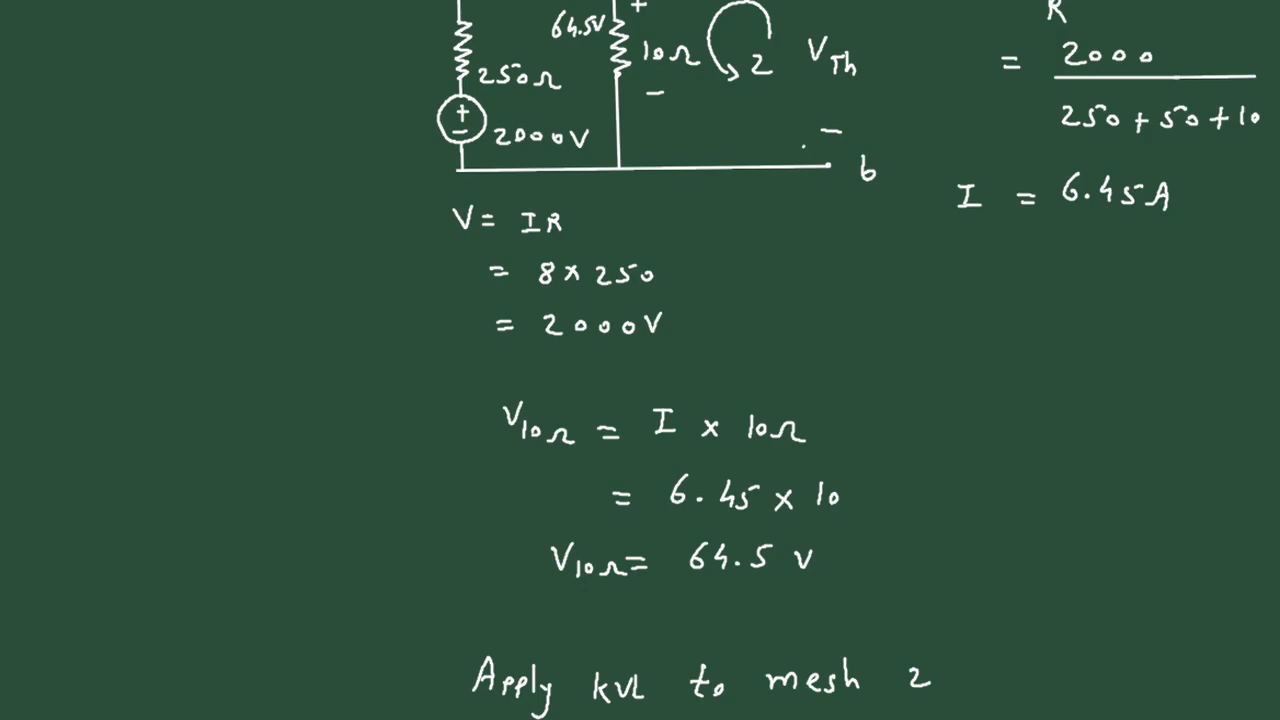 64.5V + 10Ω 2 VTh
250Ω
-
+
- 2000V
-
b
R
= 2000
250 + 50 + 10
I = 6.45A
V = IR
= 8 × 250
= 2000V
V10Ω = I × 10Ω
= 6.45 × 10
V10Ω = 64.5 V
Apply KVL to mesh 2